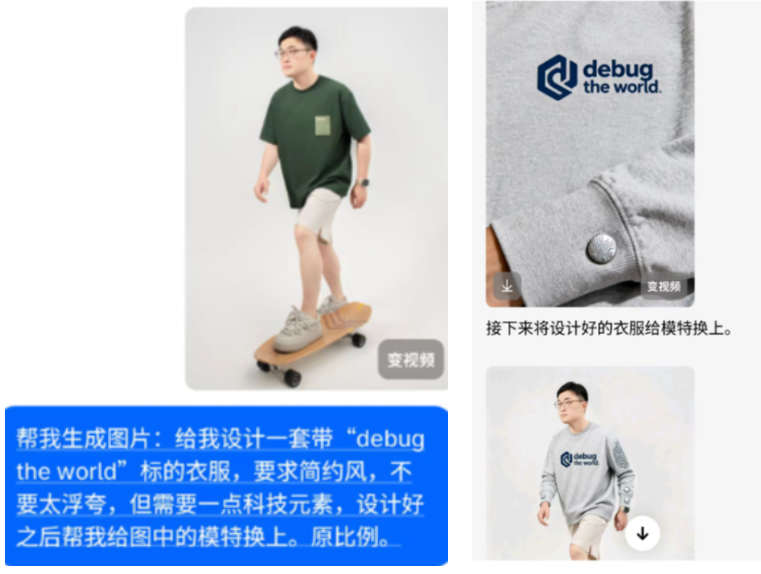 变视频
帮我生成图片：给我设计一套带“debug
the world”标的衣服，要求简约风，不
要太浮夸，但需要一点科技元素，设计好
之后帮我给图中的模特换上。原比例。
debug
the world.
变视频
接下来将设计好的衣服给模特换上。
debug
the world.